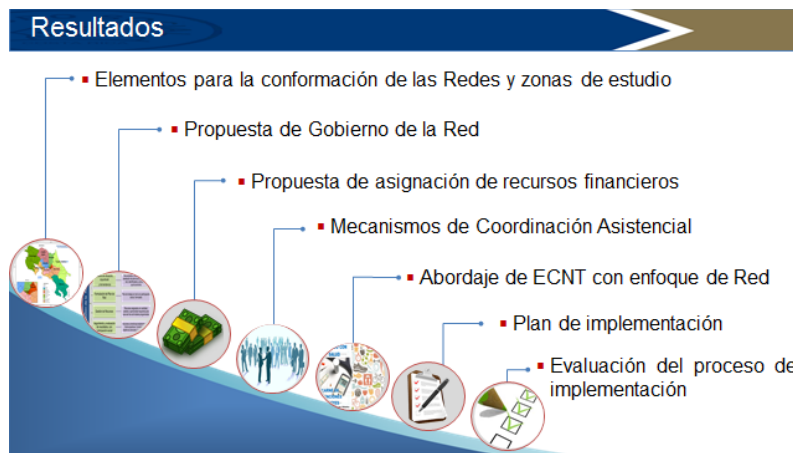 Resultados
Elementos para la conformación de las Redes y zonas de estudio
Propuesta de Gobierno de la Red
Propuesta de asignación de recursos financieros
Mecanismos de Coordinación Asistencial
Abordaje de ECNT con enfoque de Red
Plan de implementación
Evaluación del proceso de
implementación